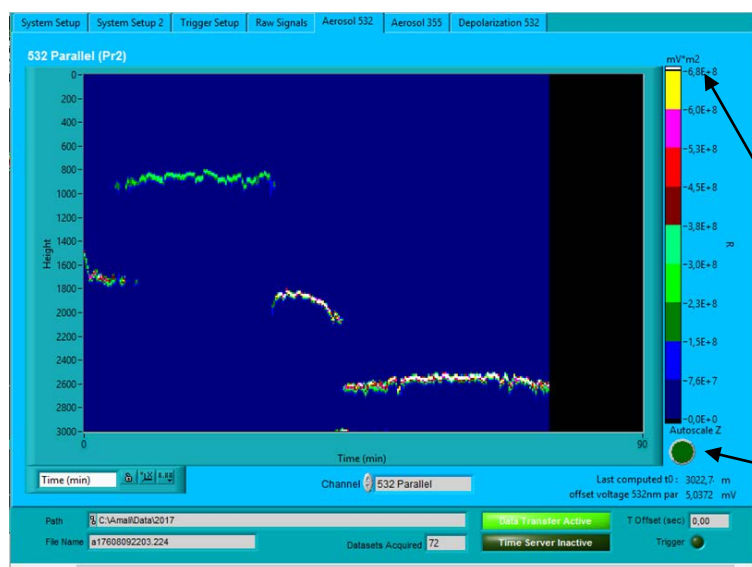 System Setup System Setup 2 Trigger Setup Raw Signals Aerosol 532 Aerosol 355 Depolarization 532
532 Parallel (Pr2)
mV*m2
0
200
400
600
800
1000
1200
1400
1600
1800
2000
2200
2400
2600
2800
3000
Height
0
90
Time (min)
6,8E+8
6,0E+8
5,3E+8
4,5E+8
3,8E+8
3,0E+8
2,3E+8
1,5E+8
7,6E+7
0,0E+0
R
Autoscale Z
Time (min)
Channel 532 Parallel
Last computed t0: 3022,7 m
offset voltage 532nm par 5,0372 mV
Path C:\Amali\Data\2017
Data Transfer Active
T Offset (sec) 0,00
File Name a17608092203.224
Datasets Acquired 72
Time Server Inactive
Trigger